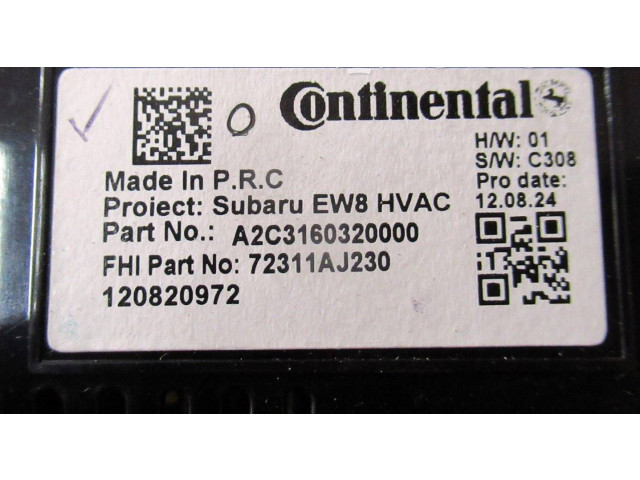 Continental
H/W: 01
S/W: C308
Pro date:
12.08.24
Made In P.R.C
Proiect: Subaru EW8 HVAC
Part No.: A2C3160320000
FHI Part No: 72311AJ230
120820972